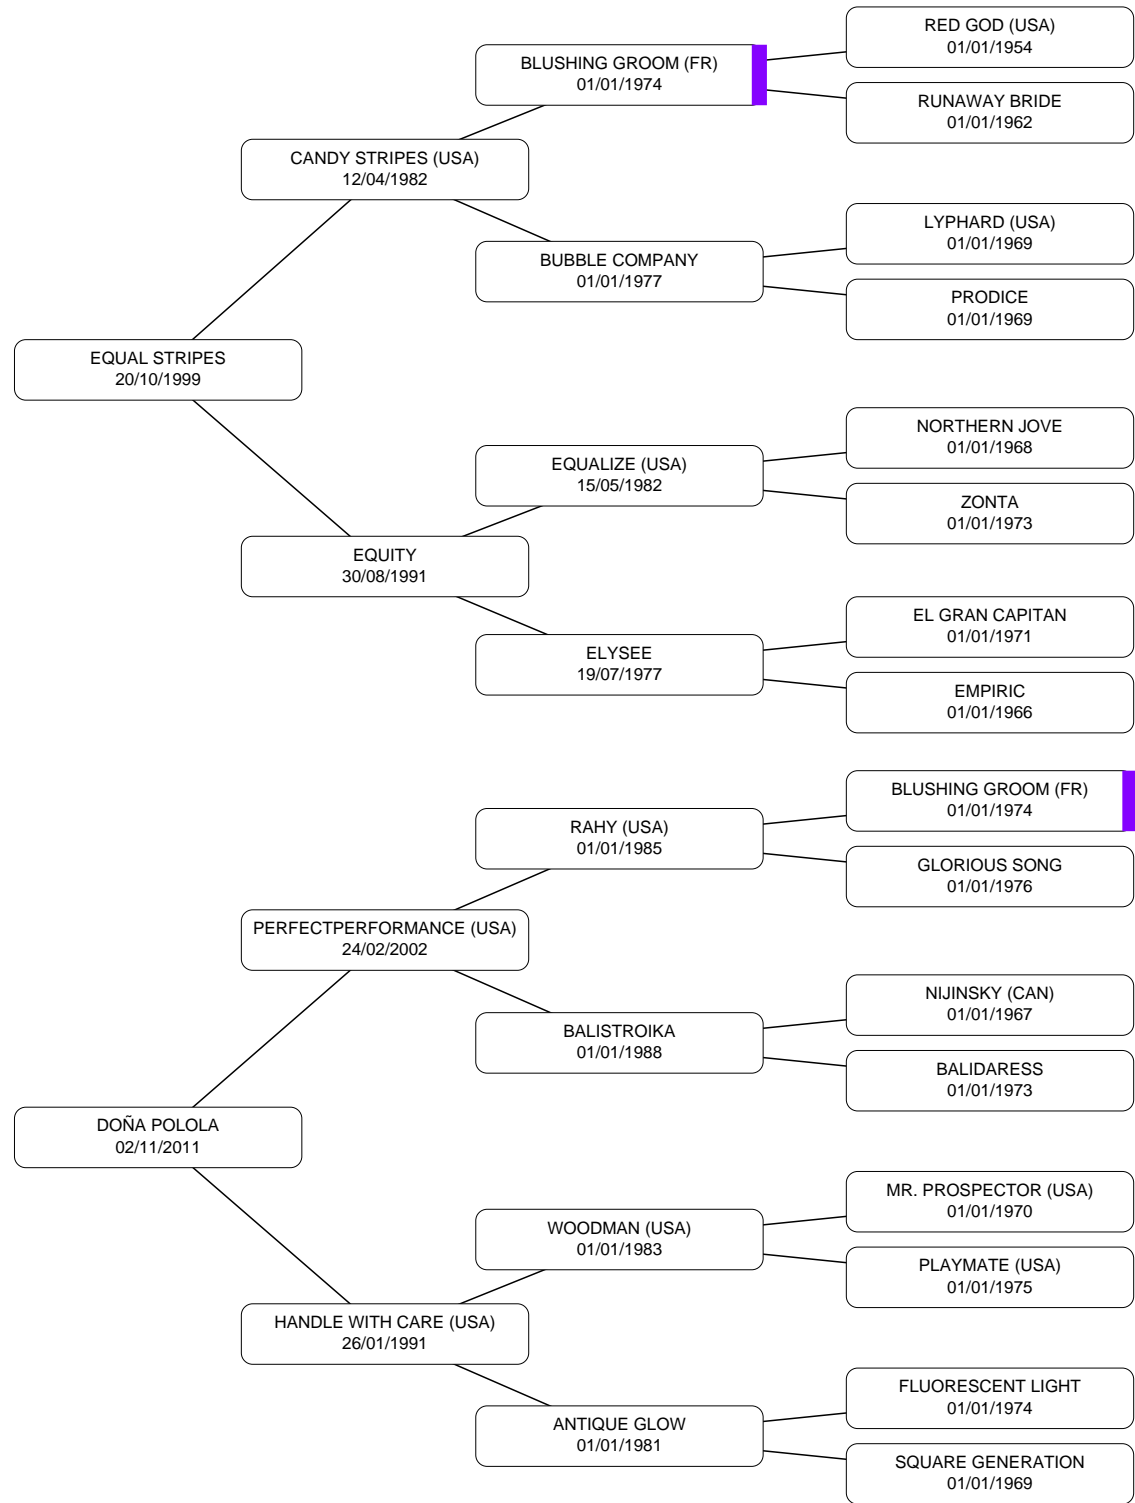 RED GOD (USA)
01/01/1954
BLUSHING GROOM (FR)
01/01/1974
RUNAWAY BRIDE
01/01/1962
CANDY STRIPES (USA)
12/04/1982
LYPHARD (USA)
01/01/1969
BUBBLE COMPANY
01/01/1977
PRODICE
01/01/1969
EQUAL STRIPES
20/10/1999
NORTHERN JOVE
01/01/1968
EQUALIZE (USA)
15/05/1982
ZONTA
01/01/1973
EQUITY
30/08/1991
EL GRAN CAPITAN
01/01/1971
ELYSEE
19/07/1977
EMPIRIC
01/01/1966
BLUSHING GROOM (FR)
01/01/1974
RAHY (USA)
01/01/1985
GLORIOUS SONG
01/01/1976
PERFECTPERFORMANCE (USA)
24/02/2002
NIJINSKY (CAN)
01/01/1967
BALISTROIKA
01/01/1988
BALIDARESS
01/01/1973
DOÑA POLOLA
02/11/2011
MR. PROSPECTOR (USA)
01/01/1970
WOODMAN (USA)
01/01/1983
PLAYMATE (USA)
01/01/1975
HANDLE WITH CARE (USA)
26/01/1991
FLUORESCENT LIGHT
01/01/1974
ANTIQUE GLOW
01/01/1981
SQUARE GENERATION
01/01/1969